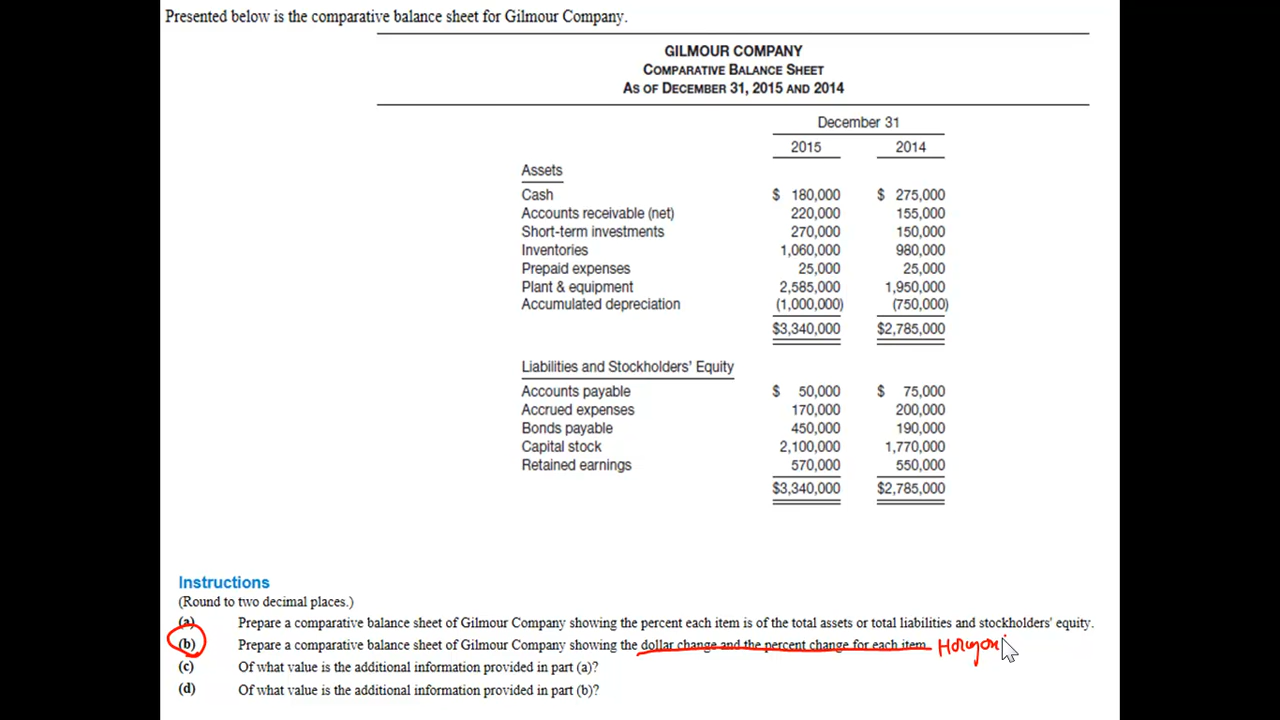 Presented below is the comparative balance sheet for Gilmour Company.
GILMOUR COMPANY
COMPARATIVE BALANCE SHEET
AS OF DECEMBER 31, 2015 AND 2014
December 31
2015 2014
Assets
Cash $ 180,000 $ 275,000
Accounts receivable (net) 220,000 155,000
Short-term investments 270,000 150,000
Inventories 1,060,000 980,000
Prepaid expenses 25,000 25,000
Plant & equipment 2,585,000 1,950,000
Accumulated depreciation (1,000,000) (750,000)
$3,340,000 $2,785,000
Liabilities and Stockholders' Equity
Accounts payable $ 50,000 $ 75,000
Accrued expenses 170,000 200,000
Bonds payable 450,000 190,000
Capital stock 2,100,000 1,770,000
Retained earnings 570,000 550,000
$3,340,000 $2,785,000
Instructions
(Round to two decimal places.)
(a) Prepare a comparative balance sheet of Gilmour Company showing the percent each item is of the total assets or total liabilities and stockholders' equity.
(b) Prepare a comparative balance sheet of Gilmour Company showing the dollar change and the percent change for each item.
(c) Of what value is the additional information provided in part (a)?
(d) Of what value is the additional information provided in part (b)?